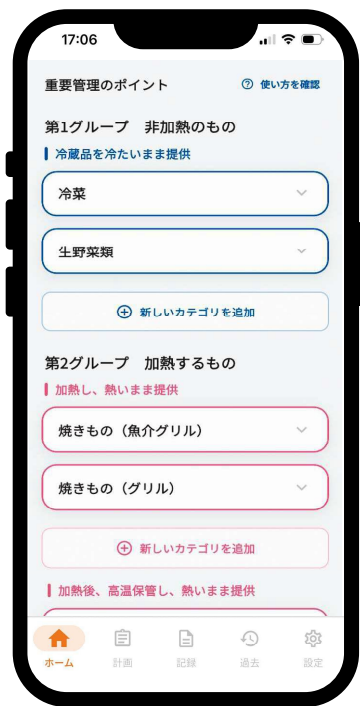 17:06
重要管理のポイント
使い方を確認
第1グループ 非加熱のもの
冷蔵品を冷たいまま提供
冷菜
生野菜類
新しいカテゴリを追加
第2グループ 加熱するもの
加熱し、熱いまま提供
焼きもの（魚介グリル）
焼きもの（グリル）
新しいカテゴリを追加
加熱後、高温保管し、熱いまま提供
ホーム 計画 記録 過去 設定